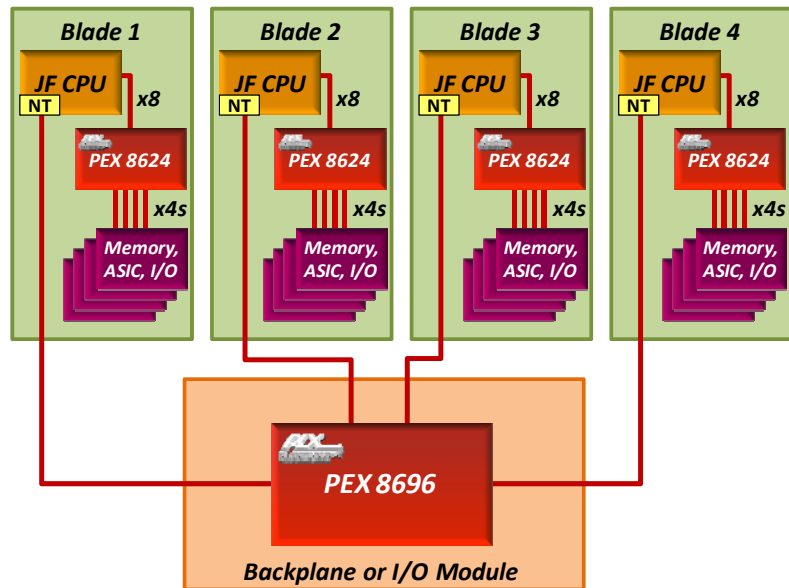 Blade 1
JF CPU
NT
x8
PEX 8624
x4s
Memory,
ASIC, I/O
Blade 2
JF CPU
NT
x8
PEX 8624
x4s
Memory,
ASIC, I/O
Blade 3
JF CPU
NT
x8
PEX 8624
x4s
Memory,
ASIC, I/O
Blade 4
JF CPU
NT
x8
PEX 8624
x4s
Memory,
ASIC, I/O
PEX 8696
Backplane or I/O Module